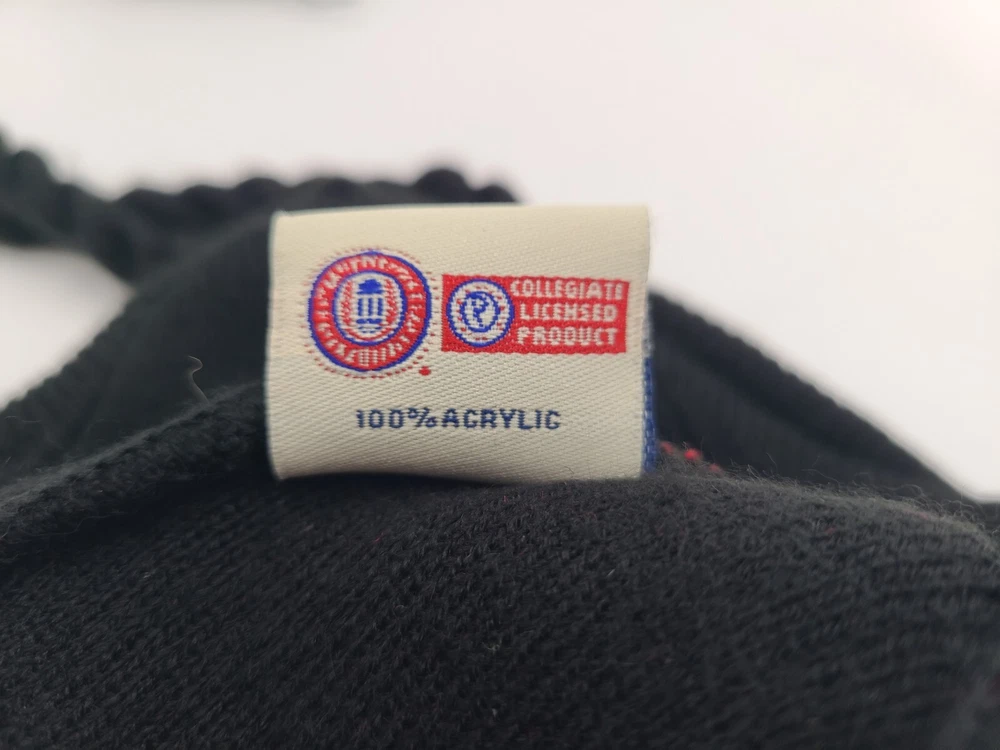 COLLEGIATE
LICENSED
PRODUCT
100% ACRYLIC